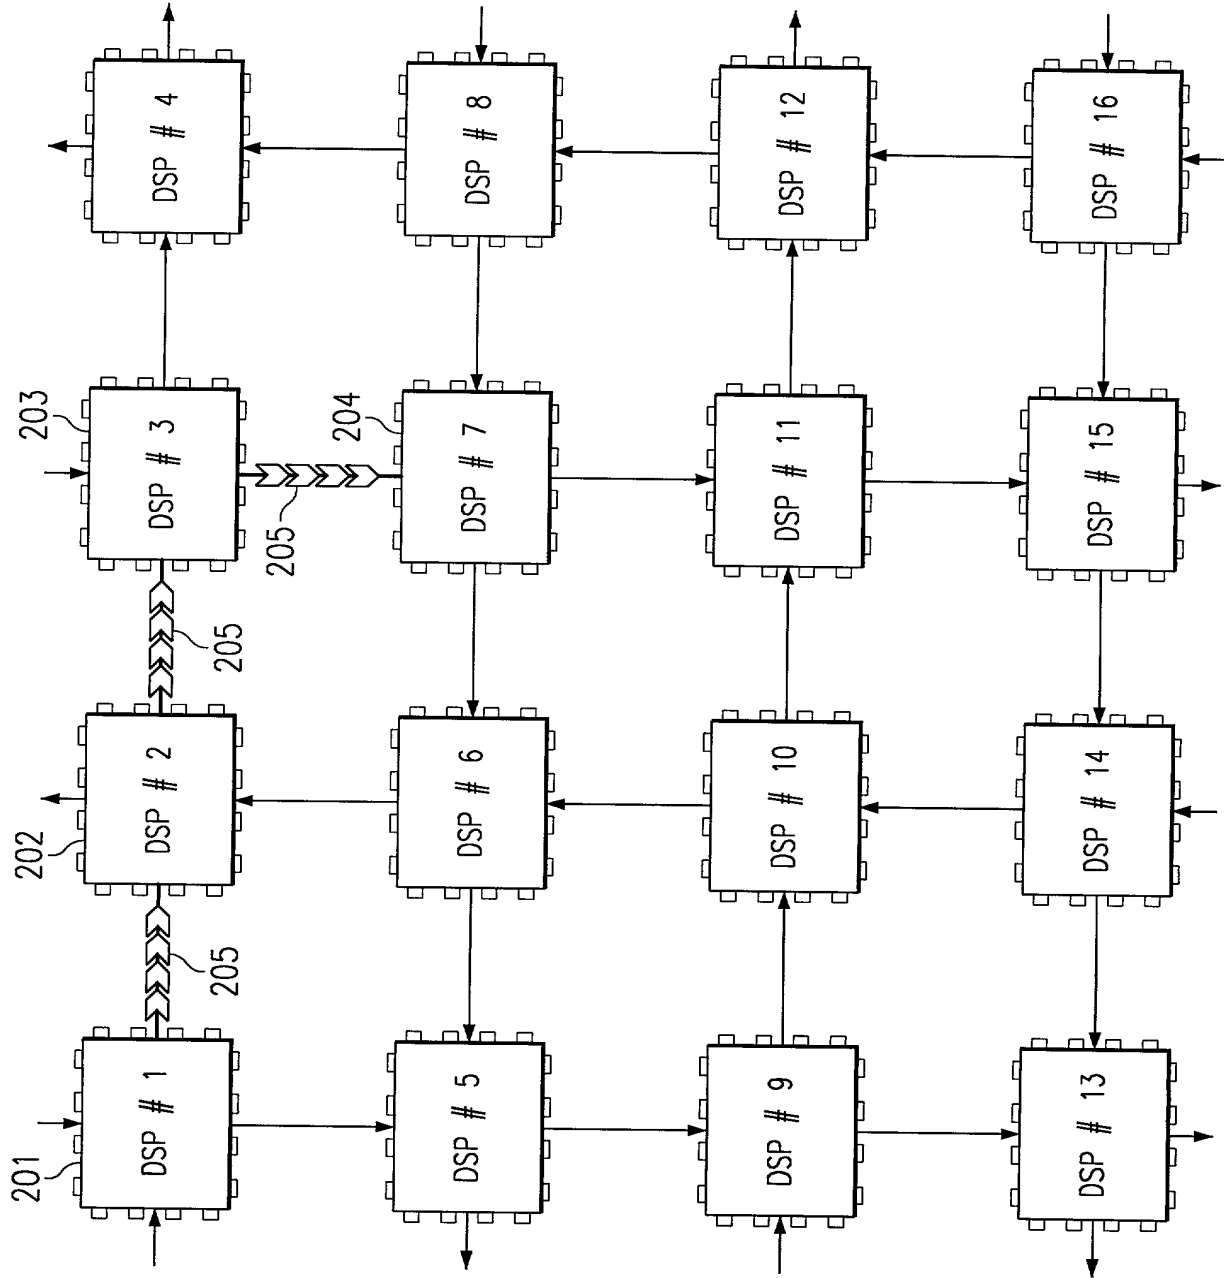 201
DSP # 1
205
202
DSP # 2
205
203
DSP # 3
DSP # 4
DSP # 5
DSP # 6
205
204
DSP # 7
DSP # 8
DSP # 9
DSP # 10
DSP # 11
DSP # 12
DSP # 13
DSP # 14
DSP # 15
DSP # 16